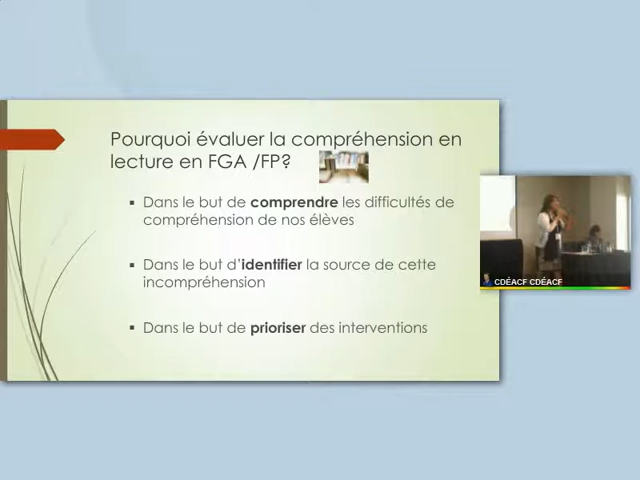 Pourquoi évaluer la compréhension en
lecture en FGA /FP?
▪ Dans le but de comprendre les difficultés de
compréhension de nos élèves
▪ Dans le but d'identifier la source de cette
incompréhension
▪ Dans le but de prioriser des interventions
CDÉACF CDÉACF